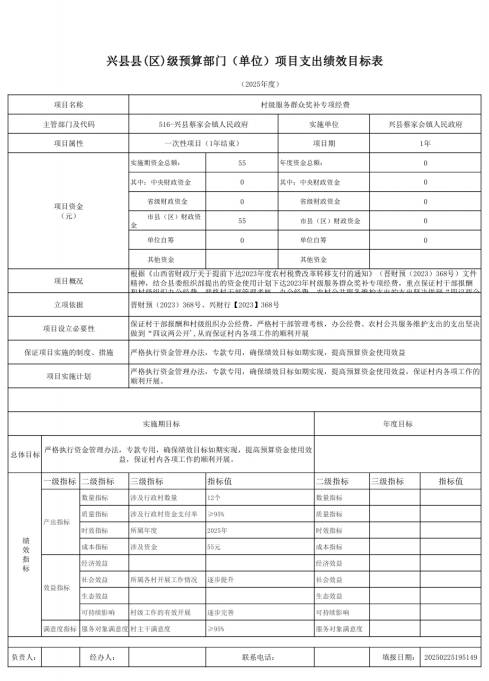 兴县县(区)级预算部门（单位）项目支出绩效目标表
（2025年度）
项目名称 村级服务群众奖补专项经费
主管部门及代码 516-兴县蔡家会镇人民政府 实施单位 兴县蔡家会镇人民政府
项目属性 一次性项目（1年结束） 项目期 1年
项目资金
（元）
实施期资金总额: 55 年度资金总额: 0
其中: 中央财政资金 0 其中: 中央财政资金 0
省级财政资金 0 省级财政资金 0
市县（区）财政资金 55 市县（区）财政资金 0
单位自筹 0 单位自筹 0
其他资金 其他资金
项目概况
根据《山西省财政厅关于提前下达2023年度农村税费改革转移支付的通知》（晋财预（2023）368号）文件
精神，结合县委组织部提出的资金使用计划下达2023年村级服务群众奖补专项经费，重点保证村干部报酬
立项依据 晋财预（2023）368号、兴财行【2023】368号
项目设立必要性
保证村干部报酬和村级组织办公经费，严格村干部管理考核，办公经费、农村公共服务维护支出的支出坚决
做到“四议两公开',从而保证村内各项工作的顺利开展
保证项目实施的制度、措施 严格执行资金管理办法，专款专用，确保绩效目标如期实现，提高预算资金使用效益
项目实施计划
严格执行资金管理办法，专款专用，确保绩效目标如期实现，提高预算资金使用效益，保证村内各项工作的
顺利开展。
实施期目标 年度目标
总体目标
严格执行资金管理办法，专款专用，确保绩效目标如期实现，提高预算资金使用效
益，保证村内各项工作的顺利开展。
绩效指标
一级指标 二级指标 三级指标 指标值 二级指标 三级指标 指标值
产出指标
数量指标 涉及行政村数量 12个 数量指标
质量指标 涉及行政村资金支付率 ≥95% 质量指标
时效指标 所属年度 2025年 时效指标
成本指标 涉及资金 55元 成本指标
效益指标
经济效益 经济效益
社会效益 所属各村开展工作情况 逐步提升 社会效益
生态效益 生态效益
可持续影响 村级工作的有效开展 逐步完善 可持续影响
满意度指标 服务对象满意度 村主干满意度 ≥95% 服务对象满意度
负责人: 经办人: 联系电话: 填报日期: 20250225195149